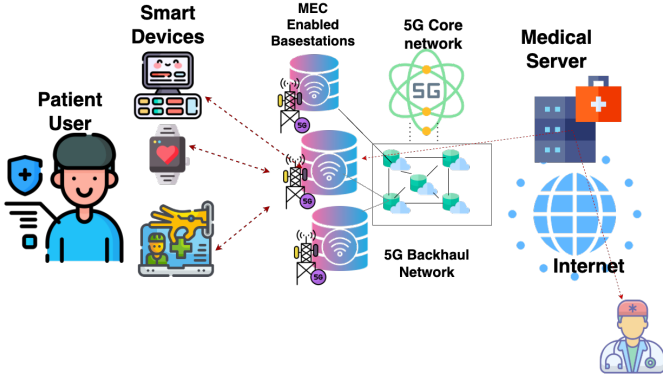 Smart
Devices
MEC
Enabled
Basestations
5G Core
network
Medical
Server
Patient
User
5G
5G
5G
5G
5G Backhaul
Network
Internet